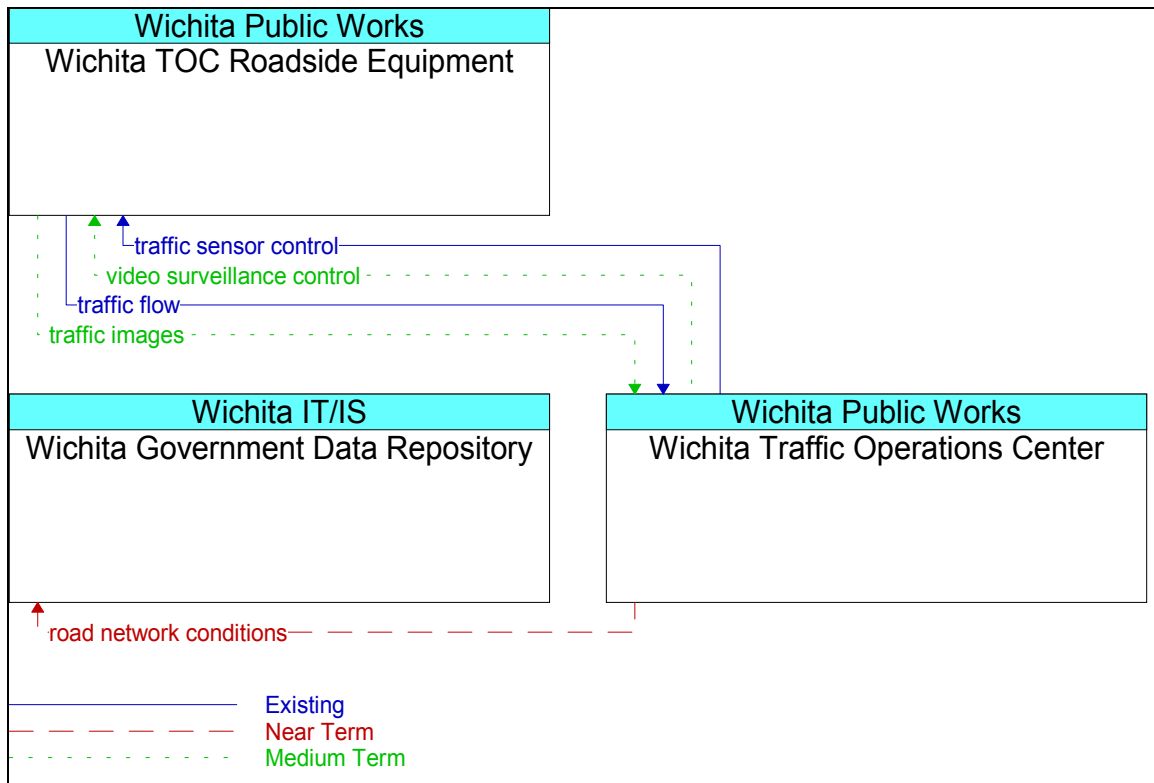 Wichita Public Works
Wichita TOC Roadside Equipment
traffic sensor control
video surveillance control
traffic flow
traffic images
Wichita IT/IS
Wichita Government Data Repository
Wichita Public Works
Wichita Traffic Operations Center
road network conditions
Existing
Near Term
Medium Term